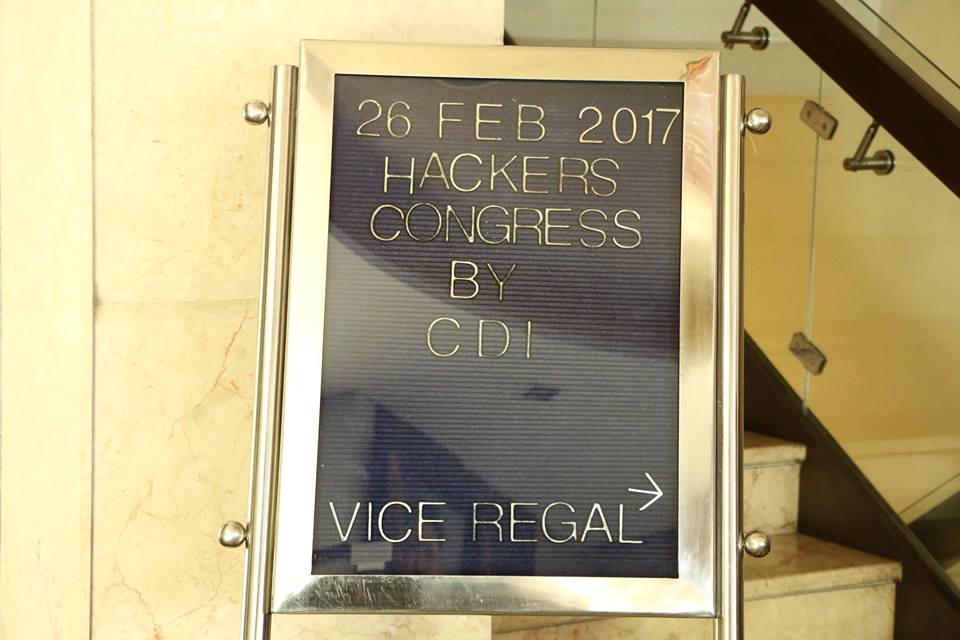 26 FEB 2017
HACKERS
CONGRESS
BY
CDI
VICE REGAL